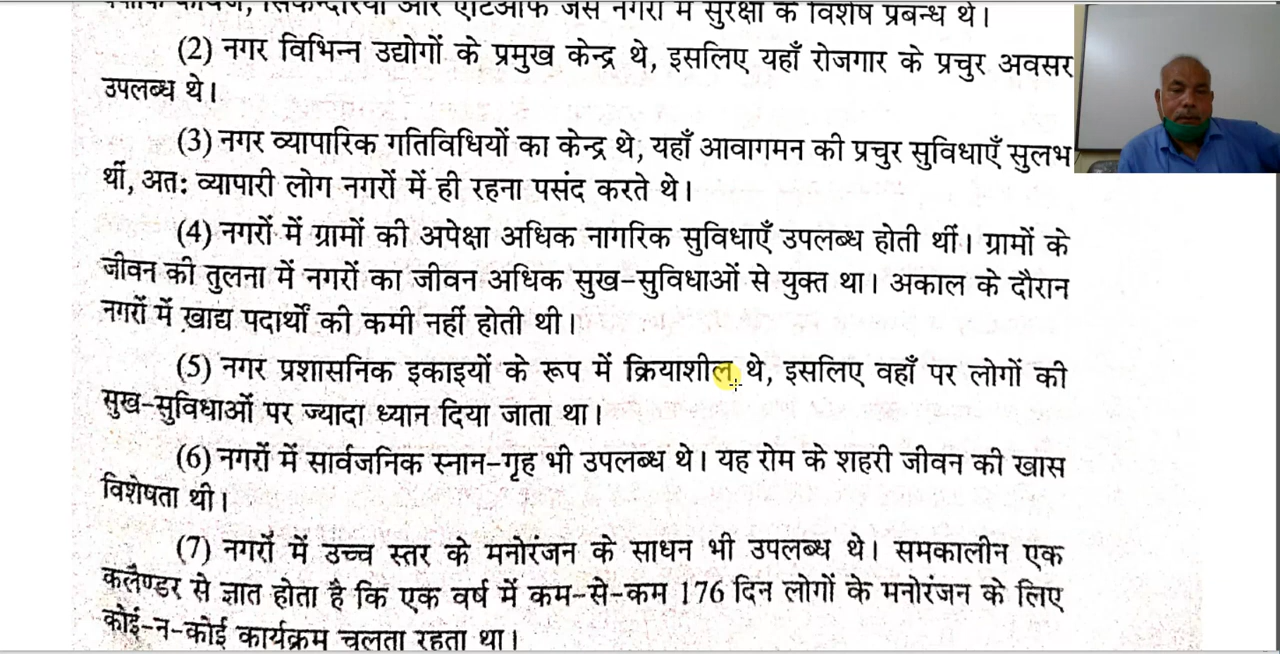 सिकन्दरिया और एंटिओफ जैसे नगरों में सुरक्षा के विशेष प्रबन्ध थे।
(2) नगर विभिन्न उद्योगों के प्रमुख केन्द्र थे, इसलिए यहाँ रोजगार के प्रचुर अवसर
उपलब्ध थे।
(3) नगर व्यापारिक गतिविधियों का केन्द्र थे, यहाँ आवागमन की प्रचुर सुविधाएँ सुलभ
थीं, अतः व्यापारी लोग नगरों में ही रहना पसंद करते थे।
(4) नगरों में ग्रामों की अपेक्षा अधिक नागरिक सुविधाएँ उपलब्ध होती थीं। ग्रामों के
जीवन की तुलना में नगरों का जीवन अधिक सुख-सुविधाओं से युक्त था। अकाल के दौरान
नगरों में खाद्य पदार्थों की कमी नहीं होती थी।
(5) नगर प्रशासनिक इकाइयों के रूप में क्रियाशील थे, इसलिए वहाँ पर लोगों की
सुख-सुविधाओं पर ज्यादा ध्यान दिया जाता था।
(6) नगरों में सार्वजनिक स्नान-गृह भी उपलब्ध थे। यह रोम के शहरी जीवन की खास
विशेषता थी।
(7) नगरों में उच्च स्तर के मनोरंजन के साधन भी उपलब्ध थे। समकालीन एक
कलैण्डर से ज्ञात होता है कि एक वर्ष में कम-से-कम 176 दिन लोगों के मनोरंजन के लिए
कोई-न-कोई कार्यक्रम चलता रहता था।